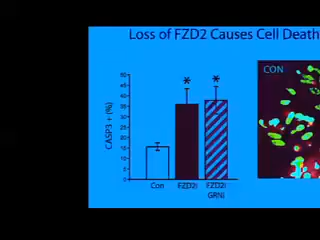 Loss of FZD2 Causes Cell Death
CON
CASP3 + (%)
50
45
40
35
30
25
20
15
10
5
0
*
*
Con
FZD2i
FZD2i
GRNi